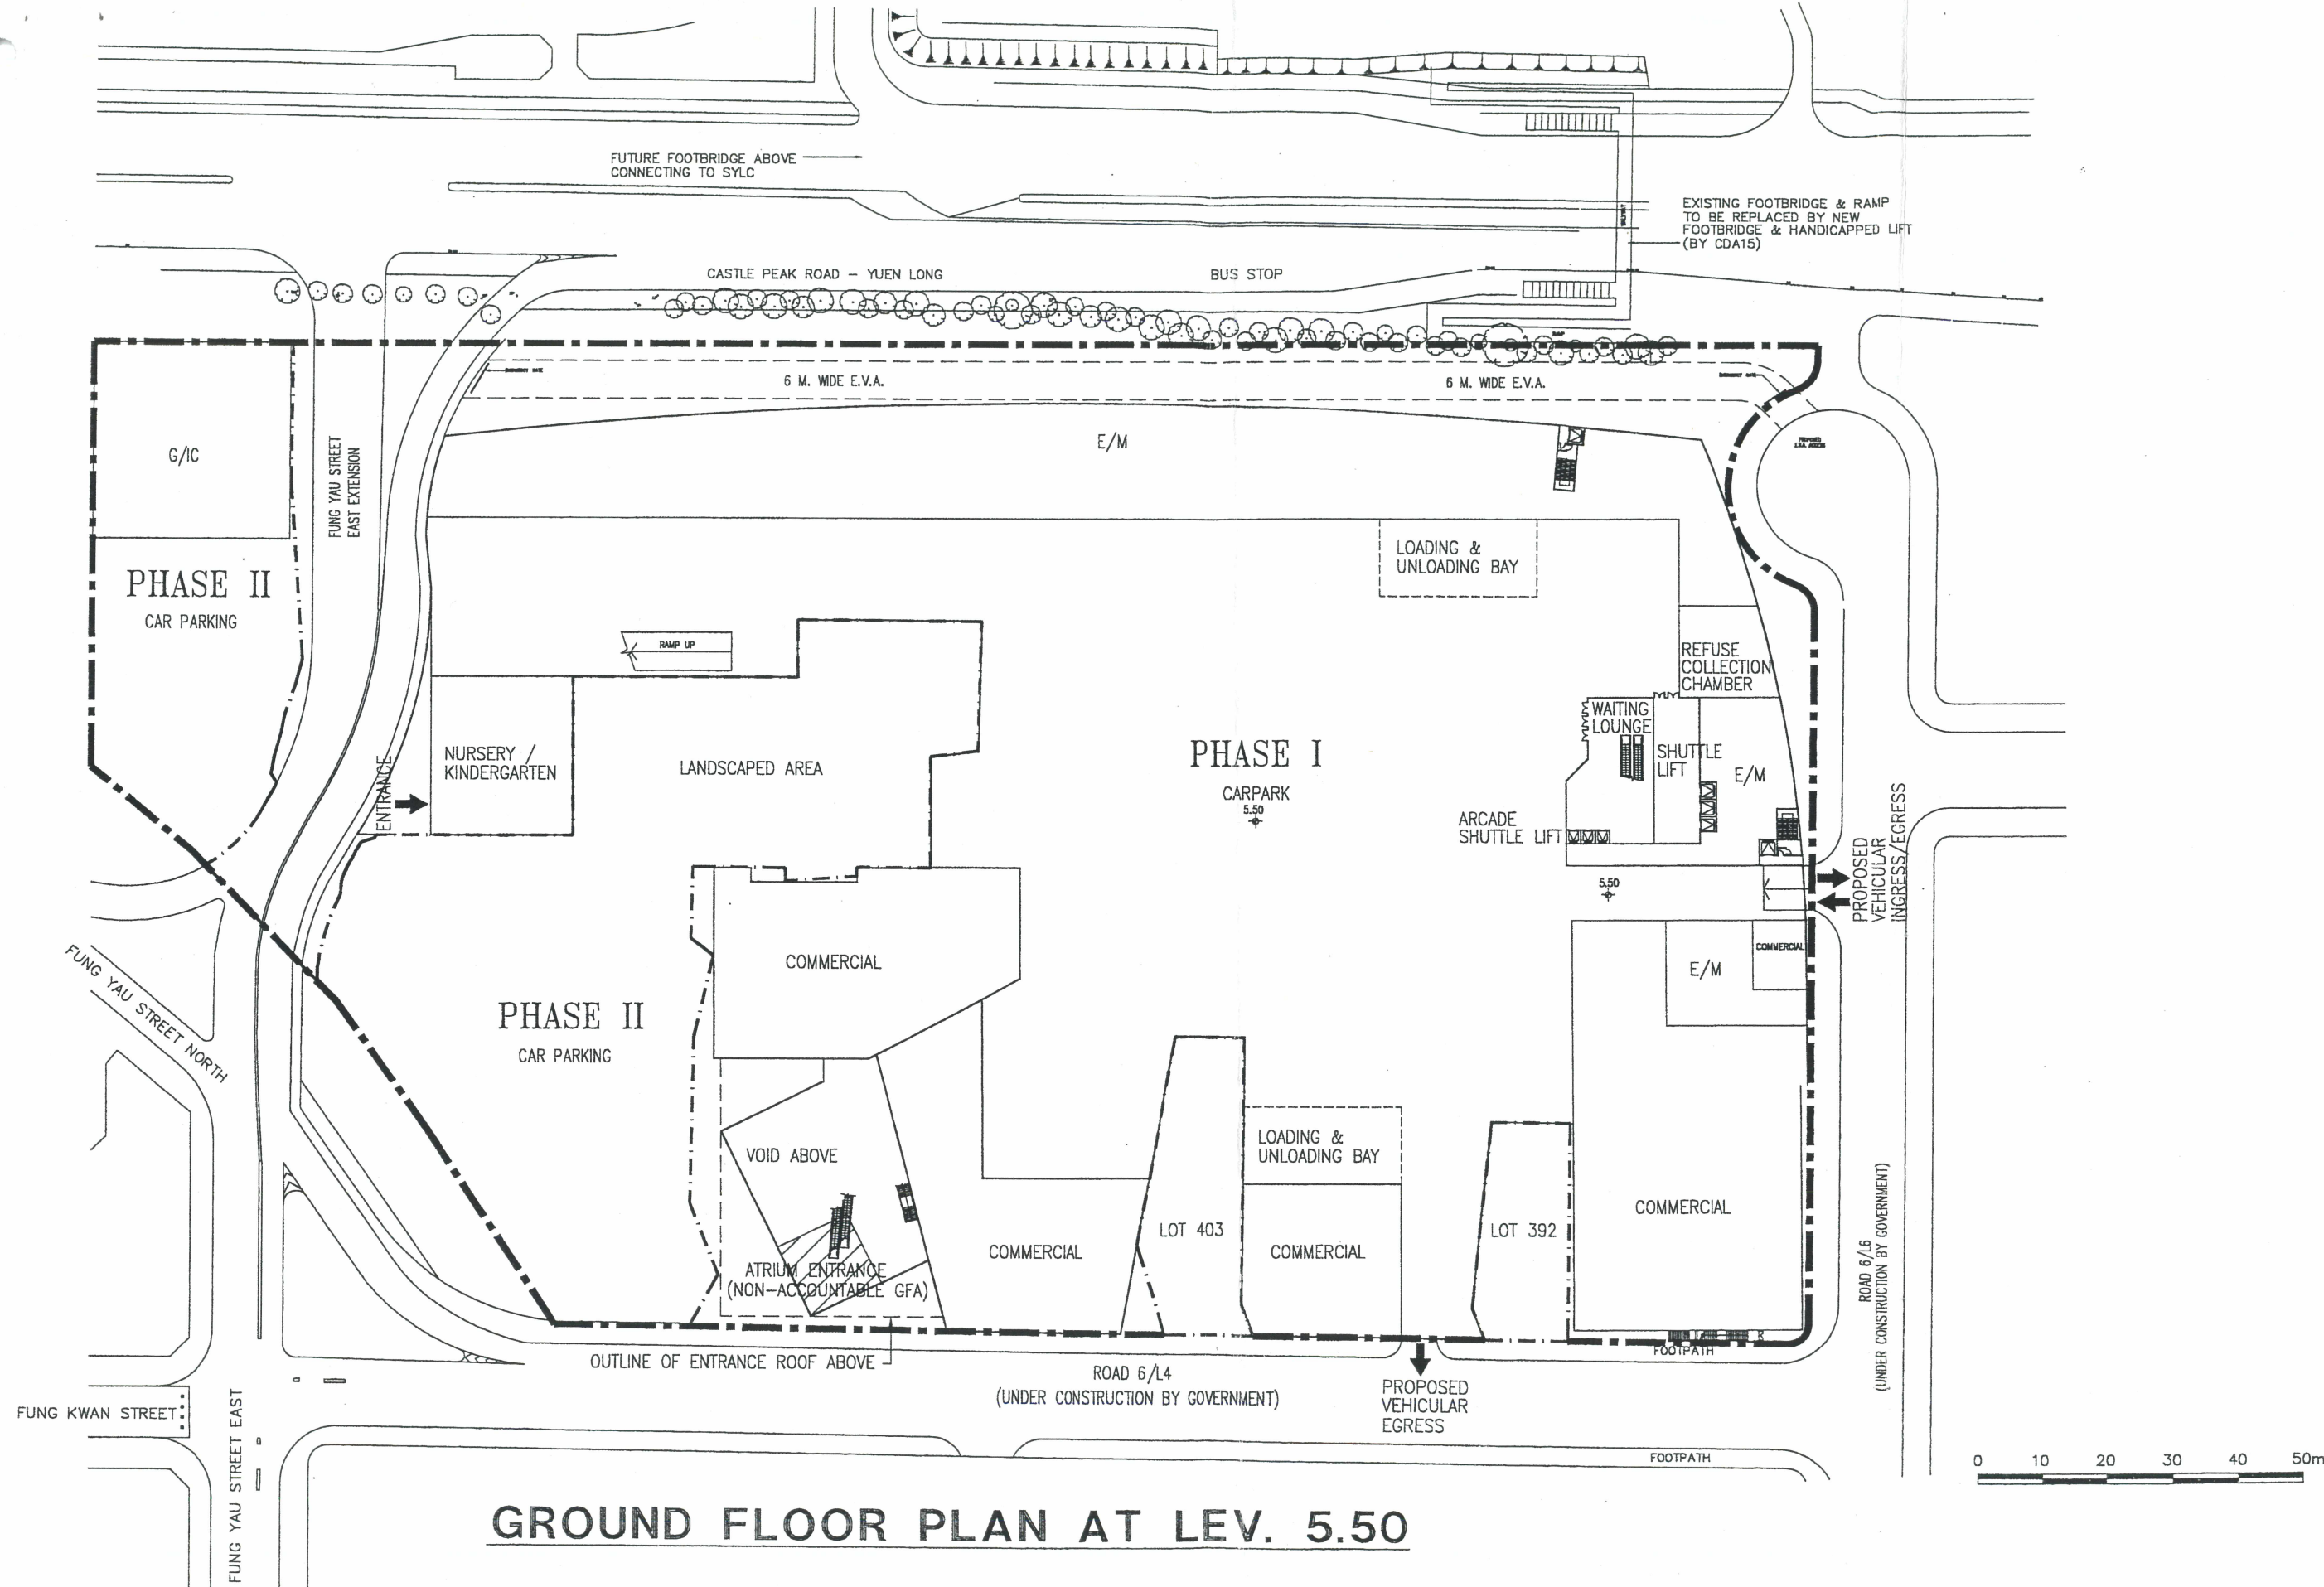 FUTURE FOOTBRIDGE ABOVE
CONNECTING TO SYLC
EXISTING FOOTBRIDGE & RAMP
TO BE REPLACED BY NEW
FOOTBRIDGE & HANDICAPPED LIFT
(BY CDA15)
CASTLE PEAK ROAD – YUEN LONG
BUS STOP
RAMP
6 M. WIDE E.V.A.
6 M. WIDE E.V.A.
E/M
G/IC
FUNG YAU STREET
EAST EXTENSION
LOADING &
UNLOADING BAY
PHASE II
CAR PARKING
RAMP UP
REFUSE
COLLECTION
CHAMBER
WAITING
LOUNGE
SHUTTLE
LIFT
E/M
NURSERY /
KINDERGARTEN
LANDSCAPED AREA
PHASE I
CARPARK
5.50
ENTRANCE
ARCADE
SHUTTLE LIFT
5.50
PROPOSED
VEHICULAR
INGRESS/EGRESS
COMMERCIAL
E/M
COMMERCIAL
FUNG YAU STREET NORTH
PHASE II
CAR PARKING
VOID ABOVE
LOADING &
UNLOADING BAY
COMMERCIAL
LOT 403
LOT 392
COMMERCIAL
COMMERCIAL
ATRIUM ENTRANCE
(NON-ACCOUNTABLE GFA)
ROAD 6/L6
(UNDER CONSTRUCTION BY GOVERNMENT)
OUTLINE OF ENTRANCE ROOF ABOVE
FOOTPATH
ROAD 6/L4
(UNDER CONSTRUCTION BY GOVERNMENT)
PROPOSED
VEHICULAR
EGRESS
FUNG KWAN STREET
FUNG YAU STREET EAST
FOOTPATH
0 10 20 30 40 50m
GROUND FLOOR PLAN AT LEV. 5.50